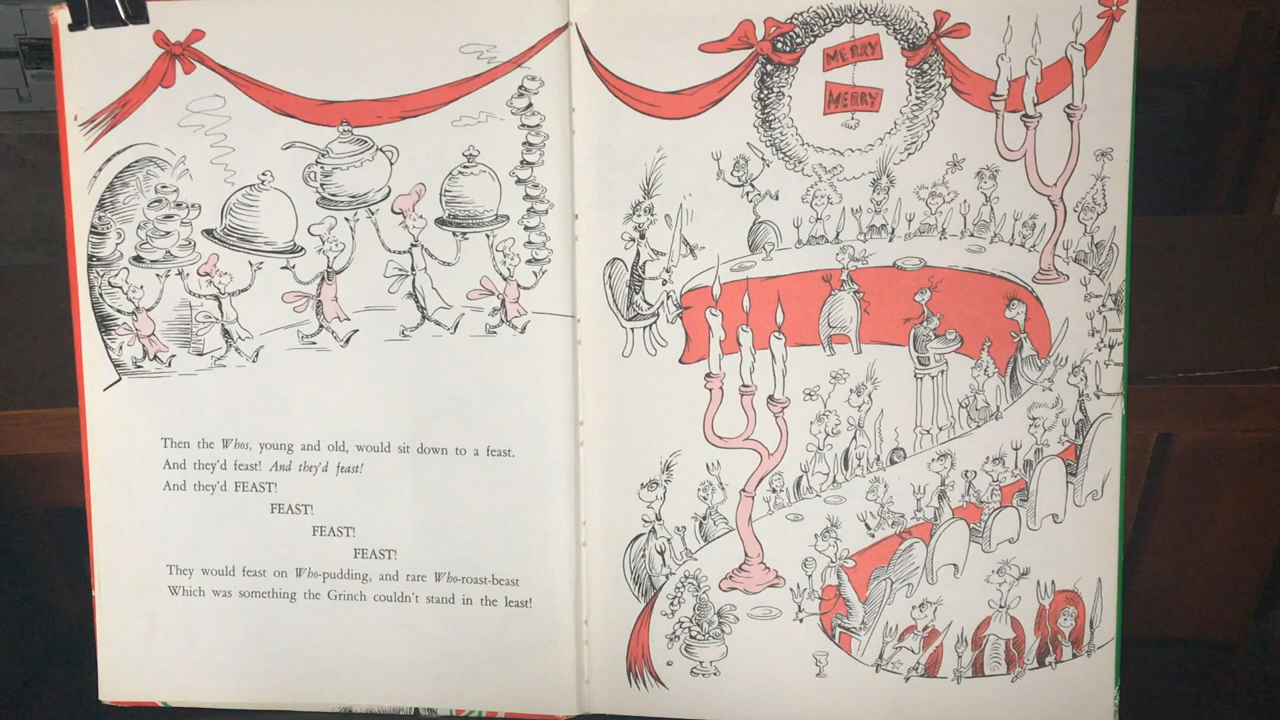 Then the Whos, young and old, would sit down to a feast.
And they'd feast! And they'd feast!
And they'd FEAST!
FEAST!
FEAST!
FEAST!
They would feast on Who-pudding, and rare Who-roast-beast
Which was something the Grinch couldn't stand in the least!
MERRY
MERRY